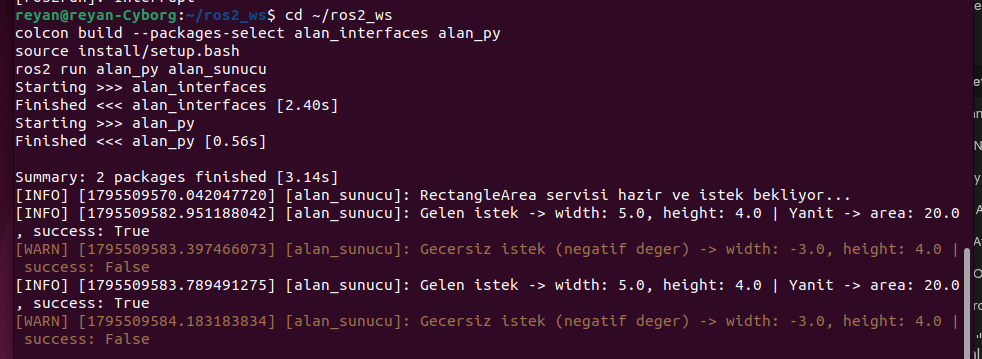 reyan@reyan-Cyborg:~/ros2_ws$ cd ~/ros2_ws
colcon build --packages-select alan_interfaces alan_py
source install/setup.bash
ros2 run alan_py alan_sunucu
Starting >>> alan_interfaces
Finished <<< alan_interfaces [2.40s]
Starting >>> alan_py
Finished <<< alan_py [0.56s]
Summary: 2 packages finished [3.14s]
[INFO] [1795509570.042047720] [alan_sunucu]: RectangleArea servisi hazir ve istek bekliyor...
[INFO] [1795509582.951188042] [alan_sunucu]: Gelen istek -> width: 5.0, height: 4.0 | Yanit -> area: 20.0
, success: True
[WARN] [1795509583.397466073] [alan_sunucu]: Gecersiz istek (negatif deger) -> width: -3.0, height: 4.0 |
success: False
[INFO] [1795509583.789491275] [alan_sunucu]: Gelen istek -> width: 5.0, height: 4.0 | Yanit -> area: 20.0
, success: True
[WARN] [1795509584.183183834] [alan_sunucu]: Gecersiz istek (negatif deger) -> width: -3.0, height: 4.0 |
success: False